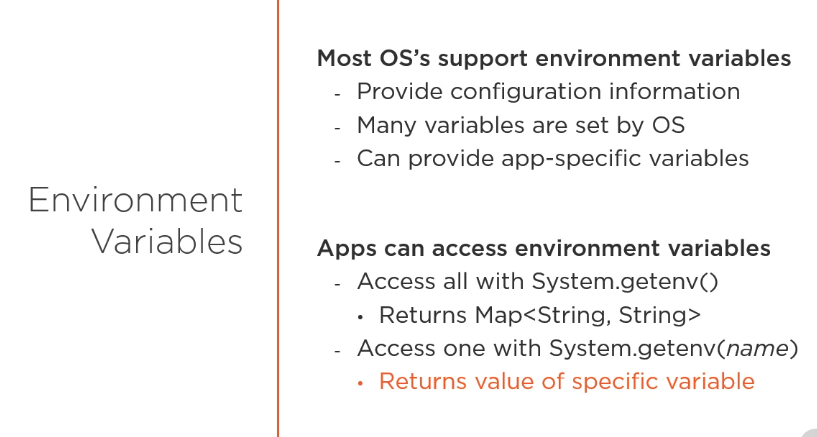 Environment
Variables
Most OS's support environment variables
- Provide configuration information
- Many variables are set by OS
- Can provide app-specific variables
Apps can access environment variables
- Access all with System.getenv()
• Returns Map<String, String>
- Access one with System.getenv(name)
• Returns value of specific variable